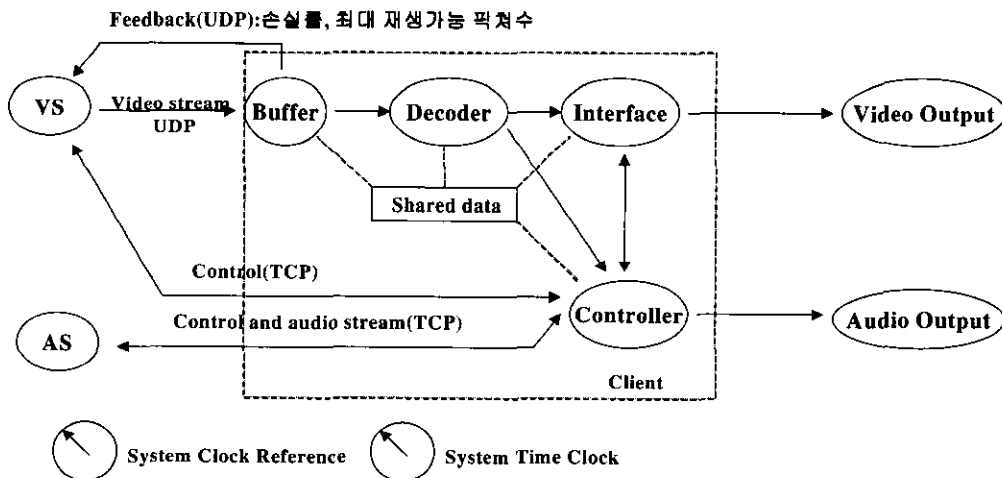 Feedback(UDP):손실률, 최대 재생가능 픽쳐수
VS
Video stream
UDP
Buffer
Decoder
Interface
Video Output
Shared data
Control(TCP)
Control and audio stream(TCP)
AS
Controller
Audio Output
Client
System Clock Reference
System Time Clock